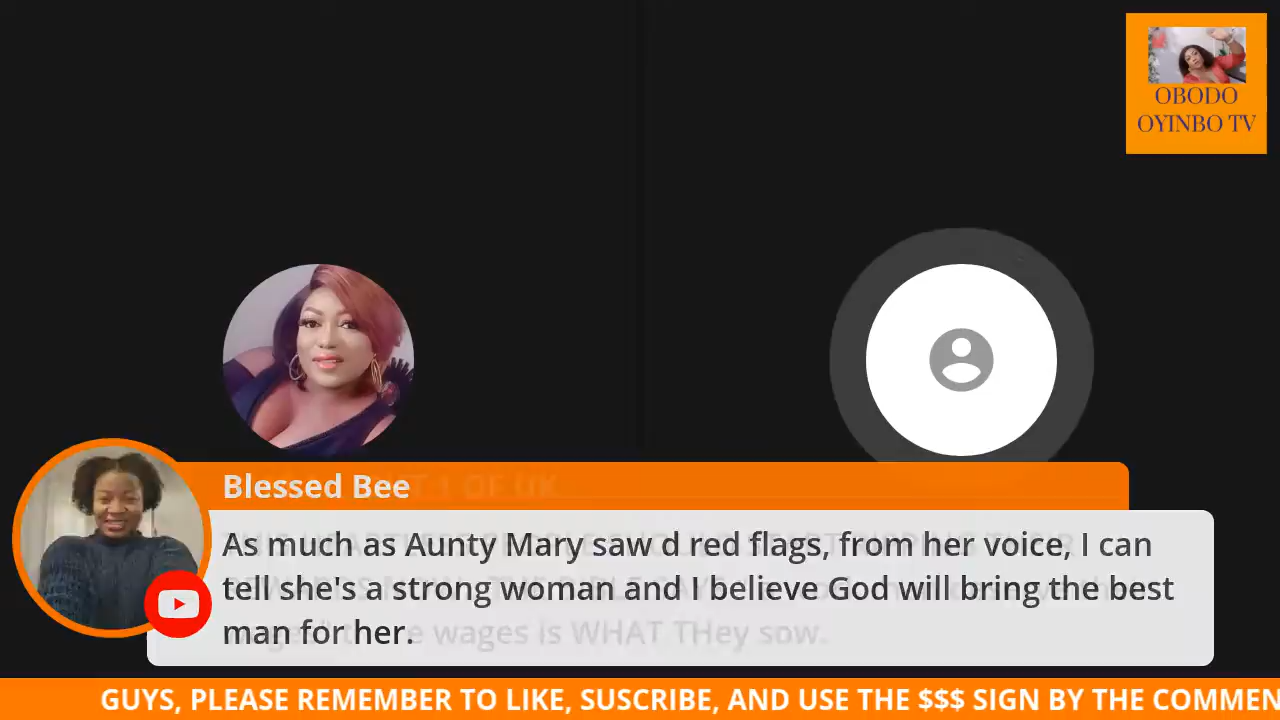 OBODO
OYINBO TV
Blessed Bee
As much as Aunty Mary saw d red flags, from her voice, I can
tell she's a strong woman and I believe God will bring the best
man for her.
GUYS, PLEASE REMEMBER TO LIKE, SUSCRIBE, AND USE THE $$$ SIGN BY THE COMMEN